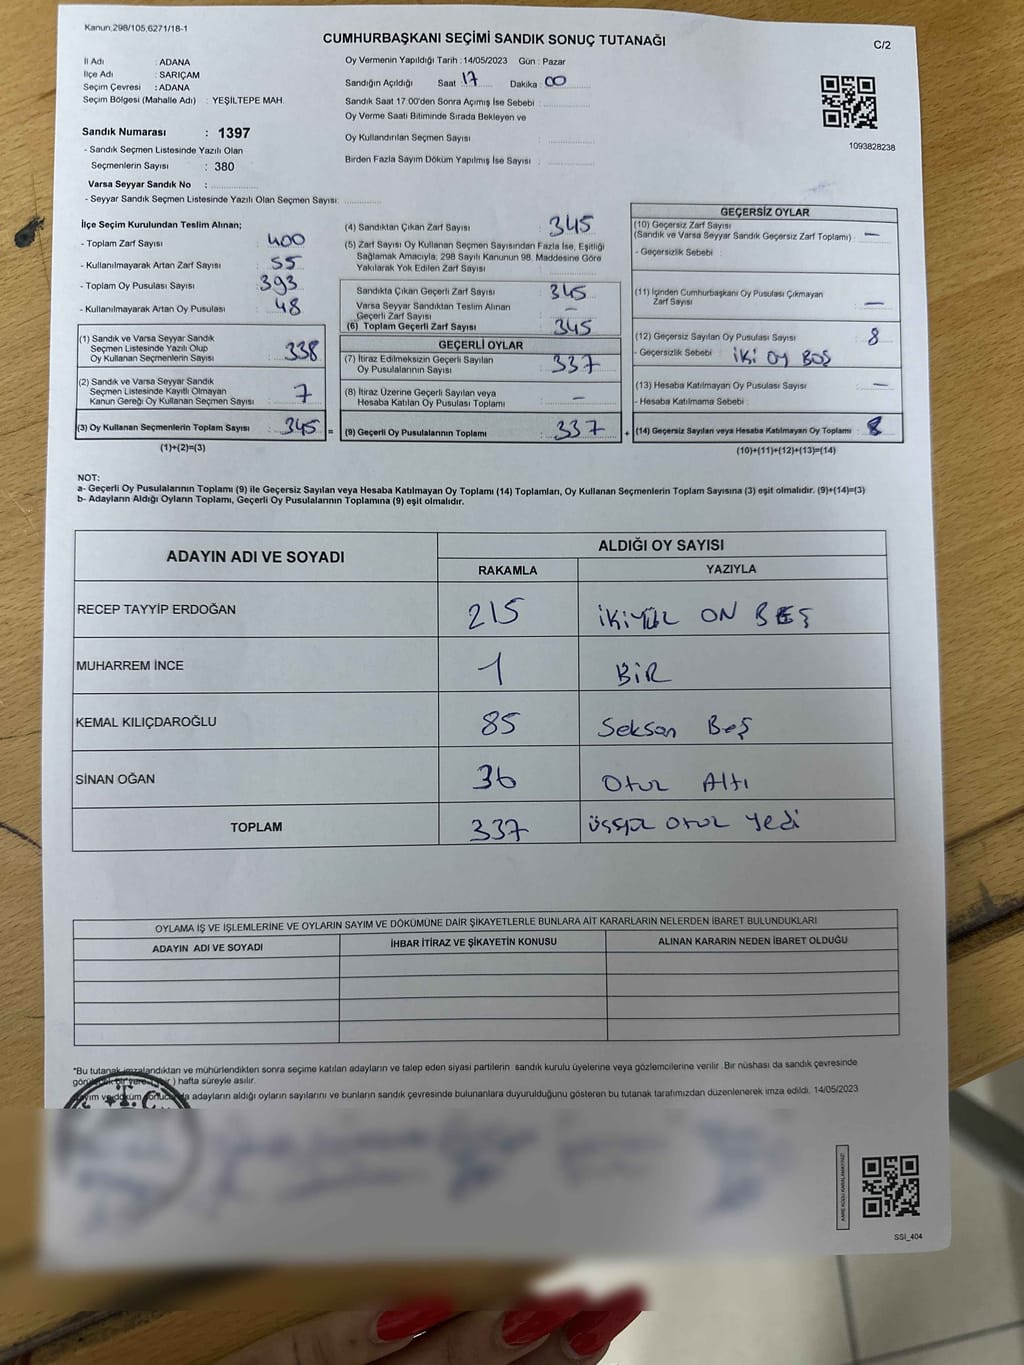 Kanun,298/105,6271/18-1
CUMHURBAŞKANI SEÇİMİ SANDIK SONUÇ TUTANAĞI
C/2
İl Adı : ADANA
İlçe Adı : SARIÇAM
Seçim Çevresi : ADANA
Seçim Bölgesi (Mahalle Adı) : YEŞİLTEPE MAH.
Sandık Numarası : 1397
- Sandık Seçmen Listesinde Yazılı Olan
Seçmenlerin Sayısı : 380
Varsa Seyyar Sandık No :
- Seyyar Sandık Seçmen Listesinde Yazılı Olan Seçmen Sayısı:
Oy Vermenin Yapıldığı Tarih :14/05/2023 Gün : Pazar
Sandığın Açıldığı Saat 17 Dakika : 00
Sandık Saat 17:00'den Sonra Açımış İse Sebebi :
Oy Verme Saati Bitiminde Sırada Bekleyen ve
Oy Kullandırılan Seçmen Sayısı :
Birden Fazla Sayım Döküm Yapılmış İse Sayısı :
1093828238
İlçe Seçim Kurulundan Teslim Alınan;
- Toplam Zarf Sayısı : 400
- Kullanılmayarak Artan Zarf Sayısı : 55
- Toplam Oy Pusulası Sayısı : 393
- Kullanılmayarak Artan Oy Pusulası : 48
(1) Sandık ve Varsa Seyyar Sandık
Seçmen Listesinde Yazılı Olup
Oy Kullanan Seçmenlerin Sayısı : 338
(2) Sandık ve Varsa Seyyar Sandık
Seçmen Listesinde Kayıtlı Olmayan
Kanun Gereği Oy Kullanan Seçmen Sayısı : 7
(3) Oy Kullanan Seçmenlerin Toplam Sayısı : 345 =
(1)+(2)=(3)
(4) Sandıktan Çıkan Zarf Sayısı : 345
(5) Zarf Sayısı Oy Kullanan Seçmen Sayısından Fazla İse, Eşitliği
Sağlamak Amacıyla; 298 Sayılı Kanunun 98. Maddesine Göre
Yakılarak Yok Edilen Zarf Sayısı :
Sandıkta Çıkan Geçerli Zarf Sayısı : 345
Varsa Seyyar Sandıktan Teslim Alınan
Geçerli Zarf Sayısı : –
(6) Toplam Geçerli Zarf Sayısı : 345
GEÇERLİ OYLAR
(7) İtiraz Edilmeksizin Geçerli Sayılan
Oy Pusulalarının Sayısı : 337
(8) İtiraz Üzerine Geçerli Sayılan veya
Hesaba Katılan Oy Pusulası Toplamı : –
(9) Geçerli Oy Pusulalarının Toplamı : 337 +
GEÇERSİZ OYLAR
(10) Geçersiz Zarf Sayısı
(Sandık ve Varsa Seyyar Sandık Geçersiz Zarf Toplamı) : –
- Geçersizlik Sebebi :
(11) İçinden Cumhurbaşkanı Oy Pusulası Çıkmayan
Zarf Sayısı : –
(12) Geçersiz Sayılan Oy Pusulası Sayısı : 8
- Geçersizlik Sebebi : İKİ OY BOŞ
(13) Hesaba Katılmayan Oy Pusulası Sayısı : –
- Hesaba Katılmama Sebebi :
(14) Geçersiz Sayılan veya Hesaba Katılmayan Oy Toplamı : 8
(10)+(11)+(12)+(13)=(14)
NOT:
a- Geçerli Oy Pusulalarının Toplamı (9) ile Geçersiz Sayılan veya Hesaba Katılmayan Oy Toplamı (14) Toplamları, Oy Kullanan Seçmenlerin Toplam Sayısına (3) eşit olmalıdır. (9)+(14)=(3)
b- Adayların Aldığı Oyların Toplamı, Geçerli Oy Pusulalarının Toplamına (9) eşit olmalıdır.
ADAYIN ADI VE SOYADI ALDIĞI OY SAYISI
RAKAMLA YAZIYLA
RECEP TAYYİP ERDOĞAN 215 İKİYÜZ ON BEŞ
MUHARREM İNCE 1 BİR
KEMAL KILIÇDAROĞLU 85 Seksan Beş
SİNAN OĞAN 36 Otuz Altı
TOPLAM 337 otuz yedi
OYLAMA İŞ VE İŞLEMLERİNE VE OYLARIN SAYIM VE DÖKÜMÜNE DAİR ŞİKAYETLERLE BUNLARA AİT KARARLARIN NELERDEN İBARET BULUNDUKLARI
ADAYIN ADI VE SOYADI İHBAR İTİRAZ VE ŞİKAYETİN KONUSU ALINAN KARARIN NEDEN İBARET OLDUĞU
*Bu tutanak imzalandıktan ve mühürlendikten sonra seçime katılan adayların ve talep eden siyasi partilerin sandık kurulu üyelerine veya gözlemcilerine verilir. Bir nüshası da sandık çevresinde
hafta süreyle asılır.
adayların aldığı oyların sayılarını ve bunların sandık çevresinde bulunanlara duyurulduğunu gösteren bu tutanak tarafımızdan düzenlenerek imza edildi. 14/05/2023
T.C.
SSI_404